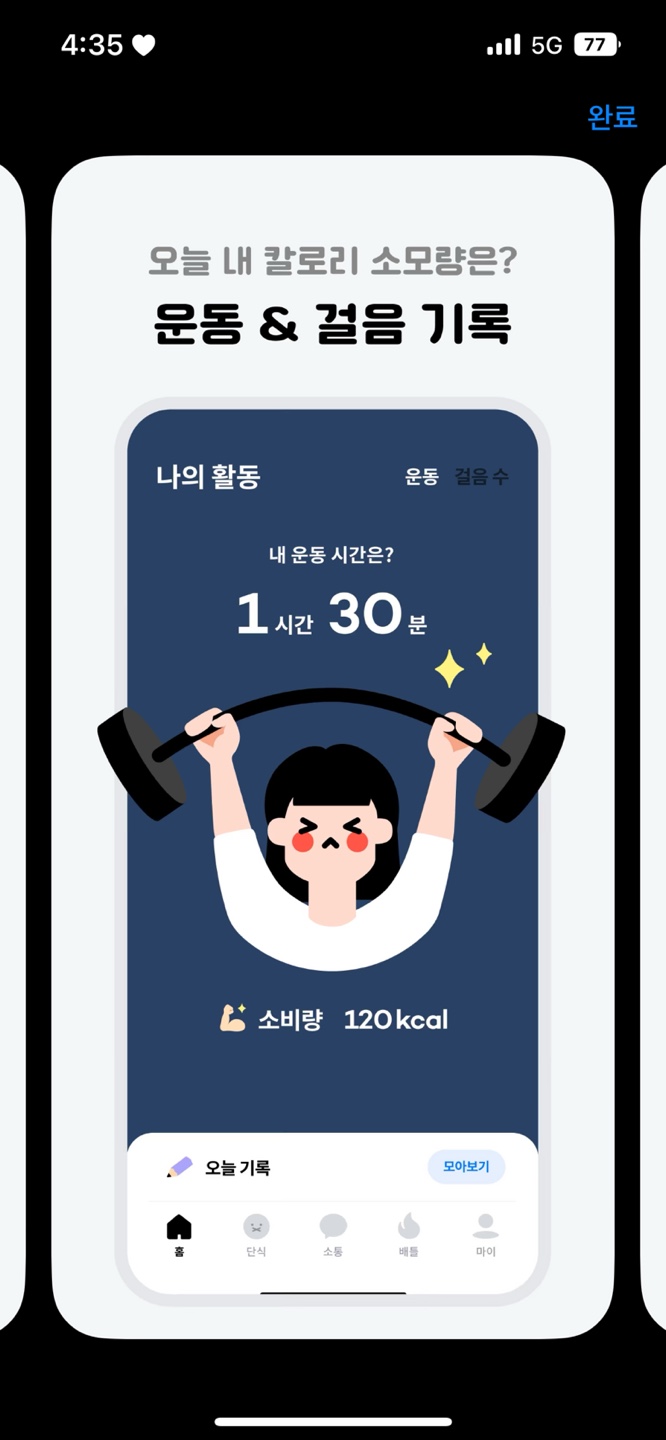 4:35
5G
77
완료
오늘 내 칼로리 소모량은?
운동 & 걸음 기록
나의 활동
운동 걸음 수
내 운동 시간은?
1 시간 30 분
소비량 120 kcal
오늘 기록
모아보기
홈 단식 소통 배틀 마이